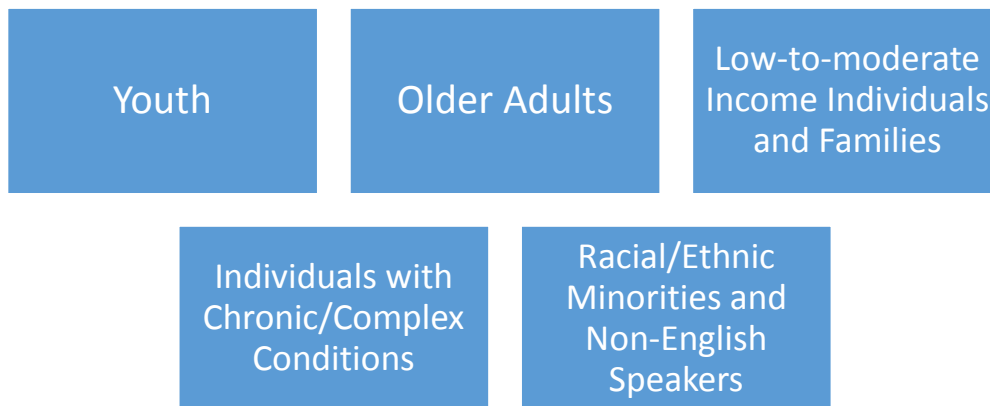 Youth
Older Adults
Low-to-moderate
Income Individuals
and Families
Individuals with
Chronic/Complex
Conditions
Racial/Ethnic
Minorities and
Non-English
Speakers